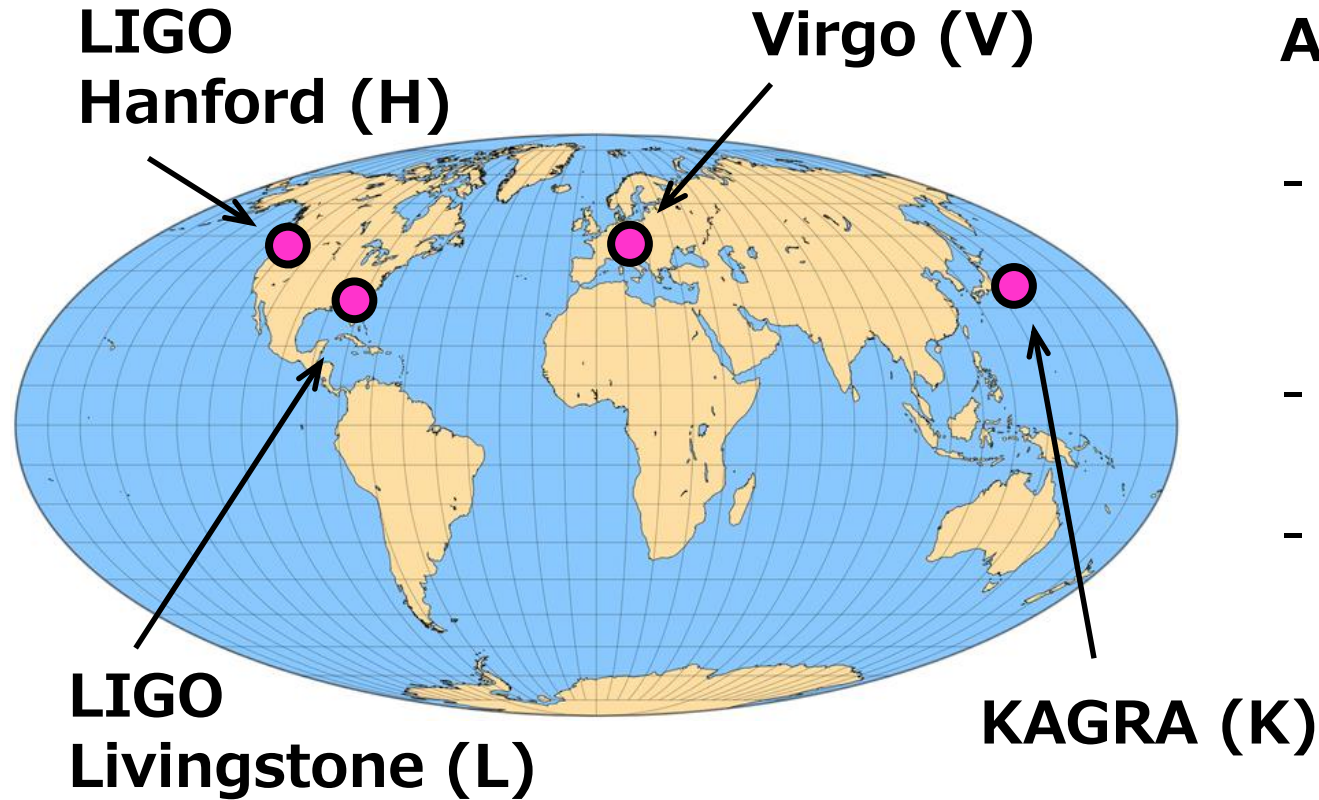 LIGO
Hanford (H)
Virgo (V)
A
-
-
-
LIGO
Livingstone (L)
KAGRA (K)